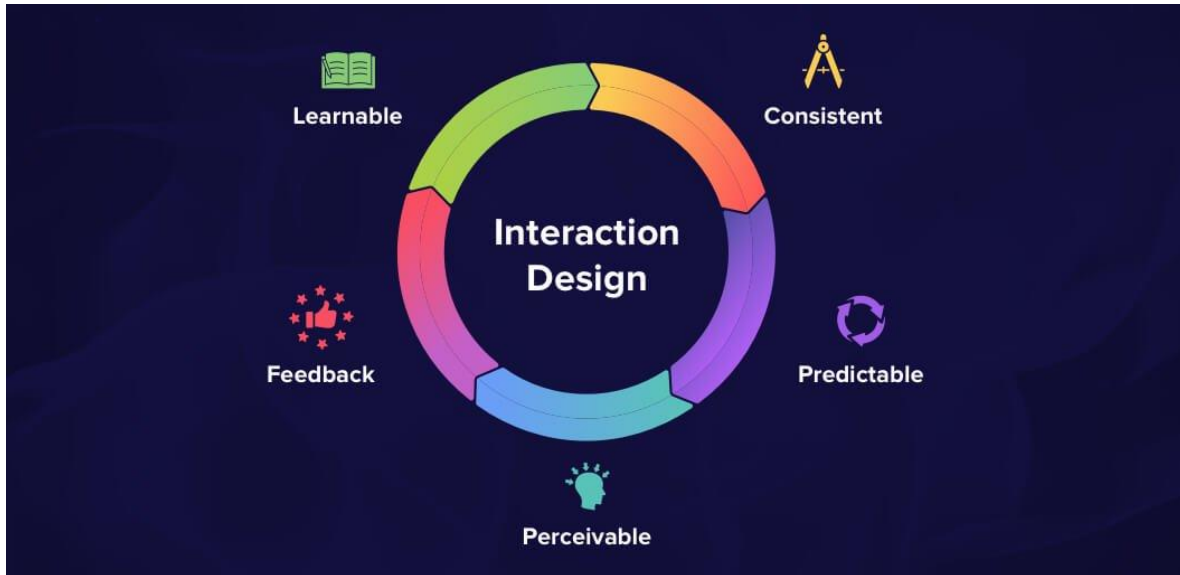 Learnable
Consistent
Interaction
Design
Feedback
Predictable
Perceivable